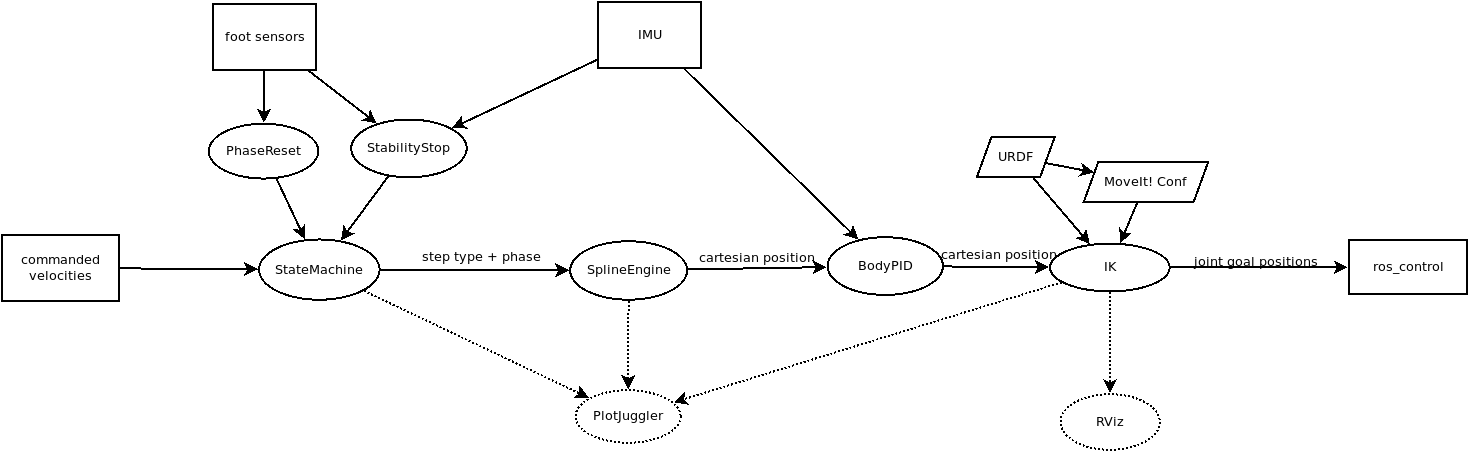 foot sensors
IMU
PhaseReset
StabilityStop
URDF
MoveIt! Conf
commanded
velocities
StateMachine
step type + phase
SplineEngine
cartesian position
BodyPID
cartesian position
IK
joint goal positions
ros_control
PlotJuggler
RViz